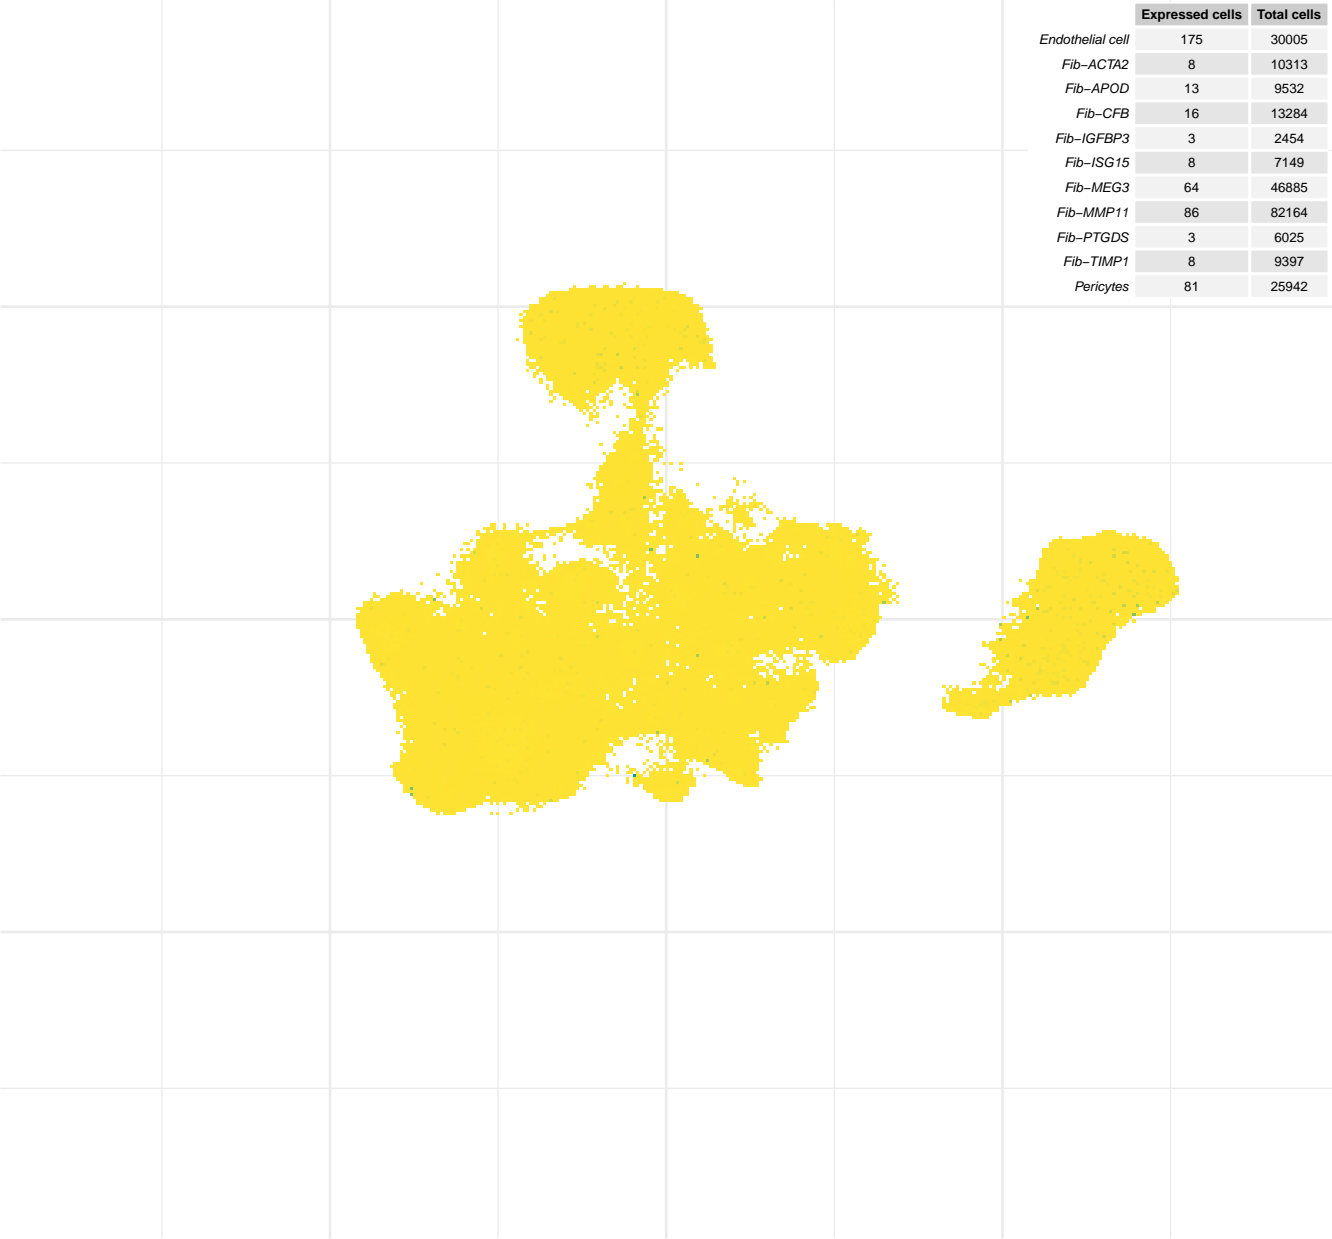 Expressed cells Total cells
Endothelial cell 175 30005
Fib−ACTA2 8 10313
Fib−APOD 13 9532
Fib−CFB 16 13284
Fib−IGFBP3 3 2454
Fib−ISG15 8 7149
Fib−MEG3 64 46885
Fib−MMP11 86 82164
Fib−PTGDS 3 6025
Fib−TIMP1 8 9397
Pericytes 81 25942